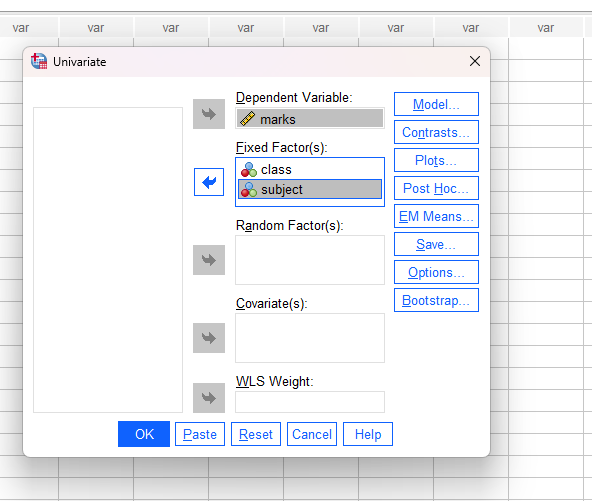 var var var var var var var var
Univariate
Dependent Variable:
marks
Fixed Factor(s):
class
subject
Random Factor(s):
Covariate(s):
WLS Weight:
Model...
Contrasts...
Plots...
Post Hoc...
EM Means...
Save...
Options...
Bootstrap...
OK Paste Reset Cancel Help